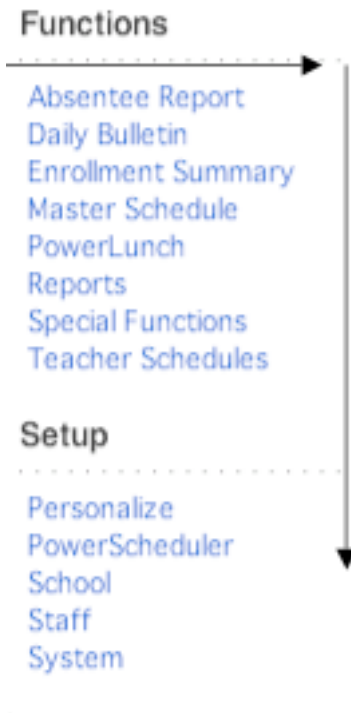 Functions
Absentee Report
Daily Bulletin
Enrollment Summary
Master Schedule
PowerLunch
Reports
Special Functions
Teacher Schedules
Setup
Personalize
PowerScheduler
School
Staff
System